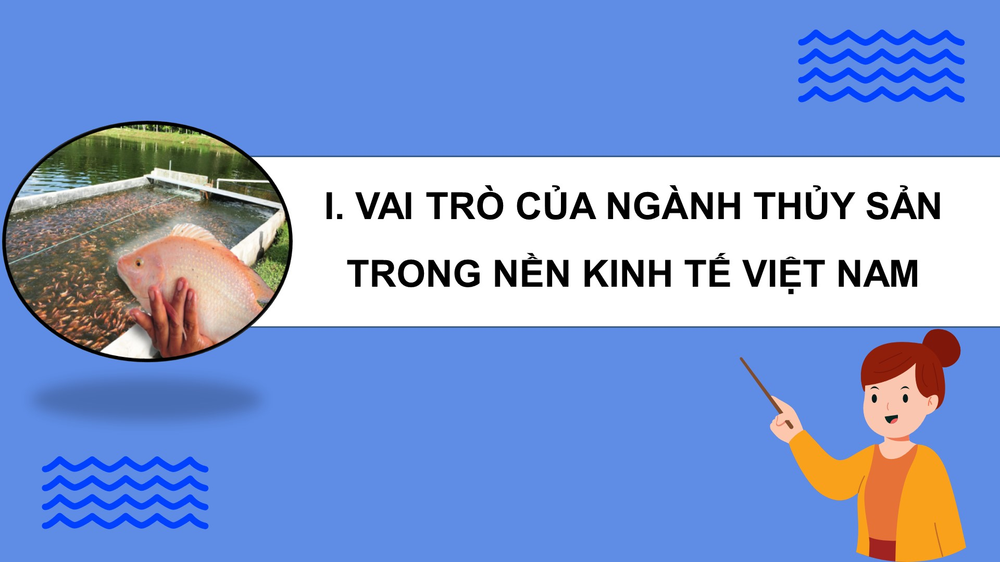 I. VAI TRÒ CỦA NGÀNH THỦY SẢN
TRONG NỀN KINH TẾ VIỆT NAM